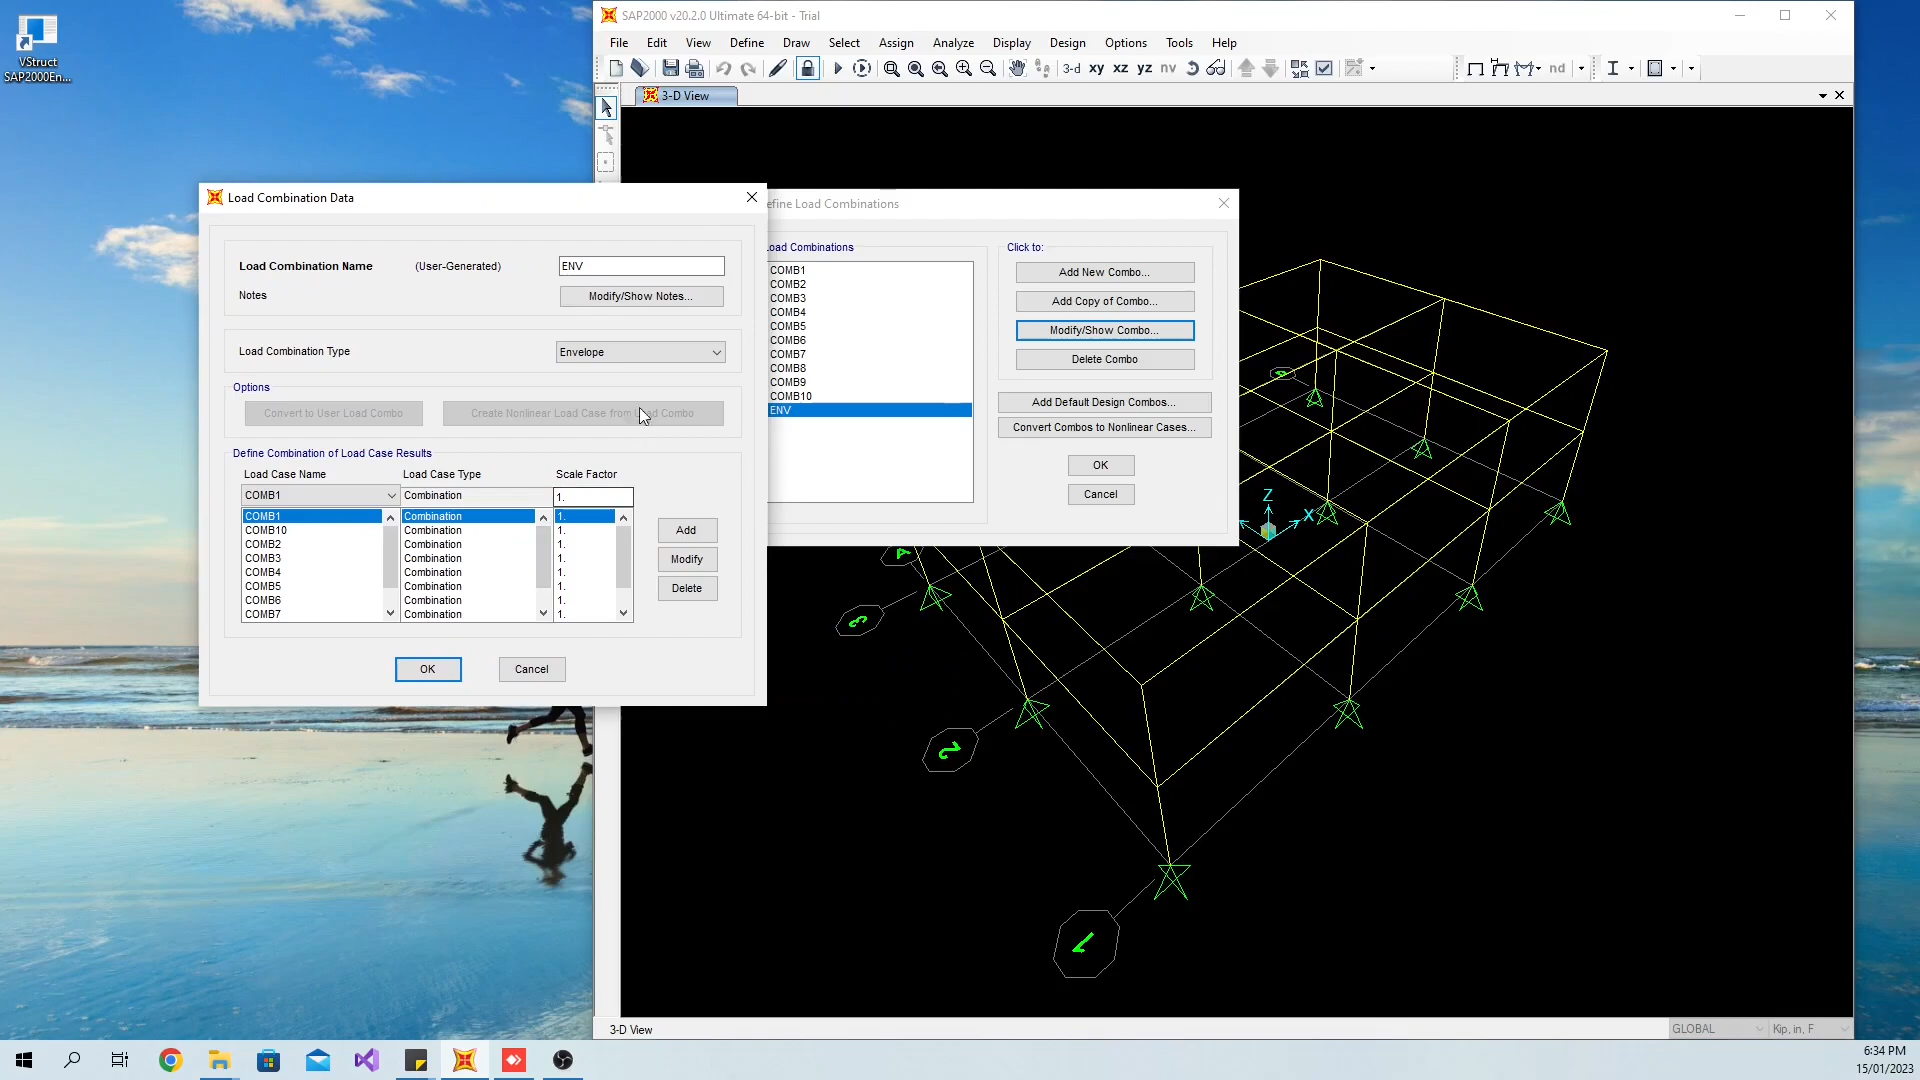 VStruct
SAP2000En...
SAP2000 v20.2.0 Ultimate 64-bit - Trial
File Edit View Define Draw Select Assign Analyze Display Design Options Tools Help
3-d xy xz yz nv nd
3-D View
Load Combination Data
Load Combination Name (User-Generated) ENV
Notes Modify/Show Notes...
Load Combination Type Envelope
Options
Convert to User Load Combo Create Nonlinear Load Case from Combo
Define Combination of Load Case Results
Load Case Name Load Case Type Scale Factor
COMB1 Combination 1.
COMB1 Combination 1.
COMB10 Combination 1.
COMB2 Combination 1.
COMB3 Combination 1.
COMB4 Combination 1.
COMB5 Combination 1.
COMB6 Combination 1.
COMB7 Combination 1.
Add
Modify
Delete
OK Cancel
efine Load Combinations
oad Combinations
COMB1
COMB2
COMB3
COMB4
COMB5
COMB6
COMB7
COMB8
COMB9
COMB10
ENV
Click to:
Add New Combo...
Add Copy of Combo...
Modify/Show Combo...
Delete Combo
Add Default Design Combos...
Convert Combos to Nonlinear Cases...
OK
Cancel
Z
X
A
3
2
1
3-D View
GLOBAL Kip, in, F
6:34 PM
15/01/2023